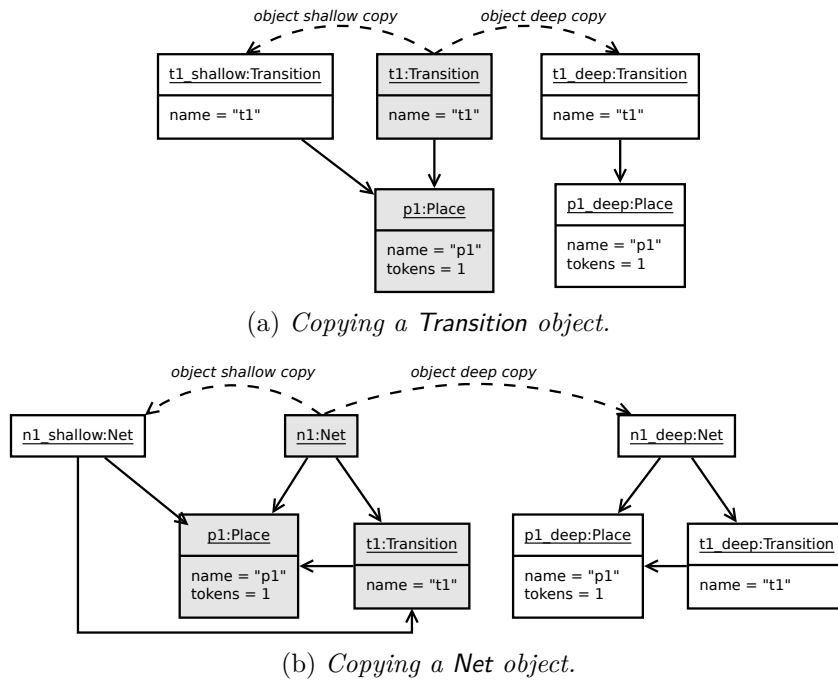 object shallow copy object deep copy
t1_shallow:Transition t1:Transition t1_deep:Transition
name = "t1" name = "t1" name = "t1"
p1:Place p1_deep:Place
name = "p1" name = "p1"
tokens = 1 tokens = 1
(a) Copying a Transition object.
object shallow copy object deep copy
n1_shallow:Net n1:Net n1_deep:Net
p1:Place t1:Transition p1_deep:Place t1_deep:Transition
name = "p1" name = "t1" name = "p1" name = "t1"
tokens = 1 tokens = 1
(b) Copying a Net object.